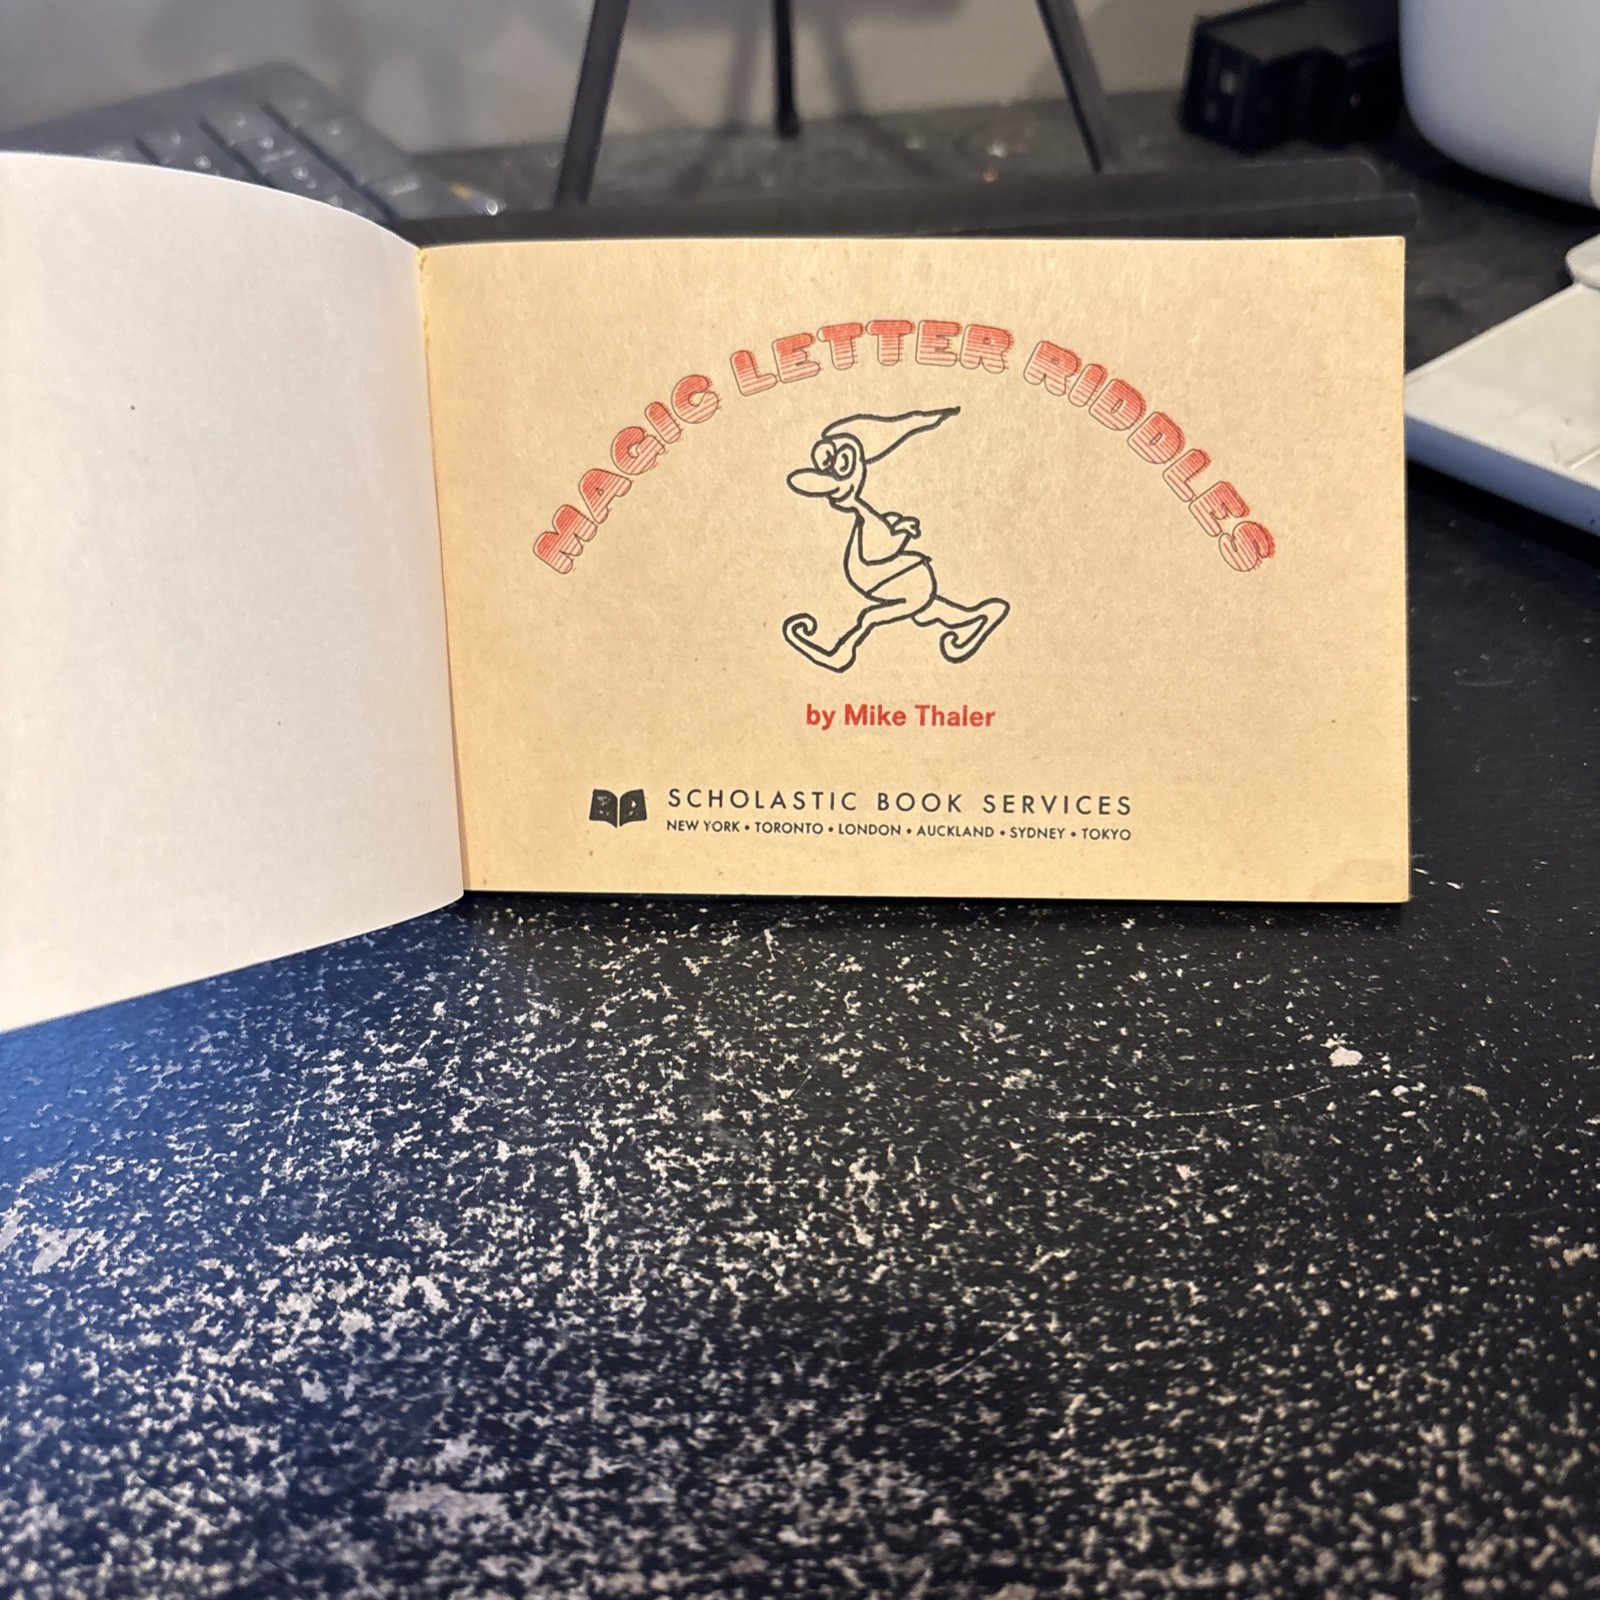 MAGIC LETTER RIDDLES
by Mike Thaler
SCHOLASTIC BOOK SERVICES
NEW YORK • TORONTO • LONDON • AUCKLAND • SYDNEY • TOKYO